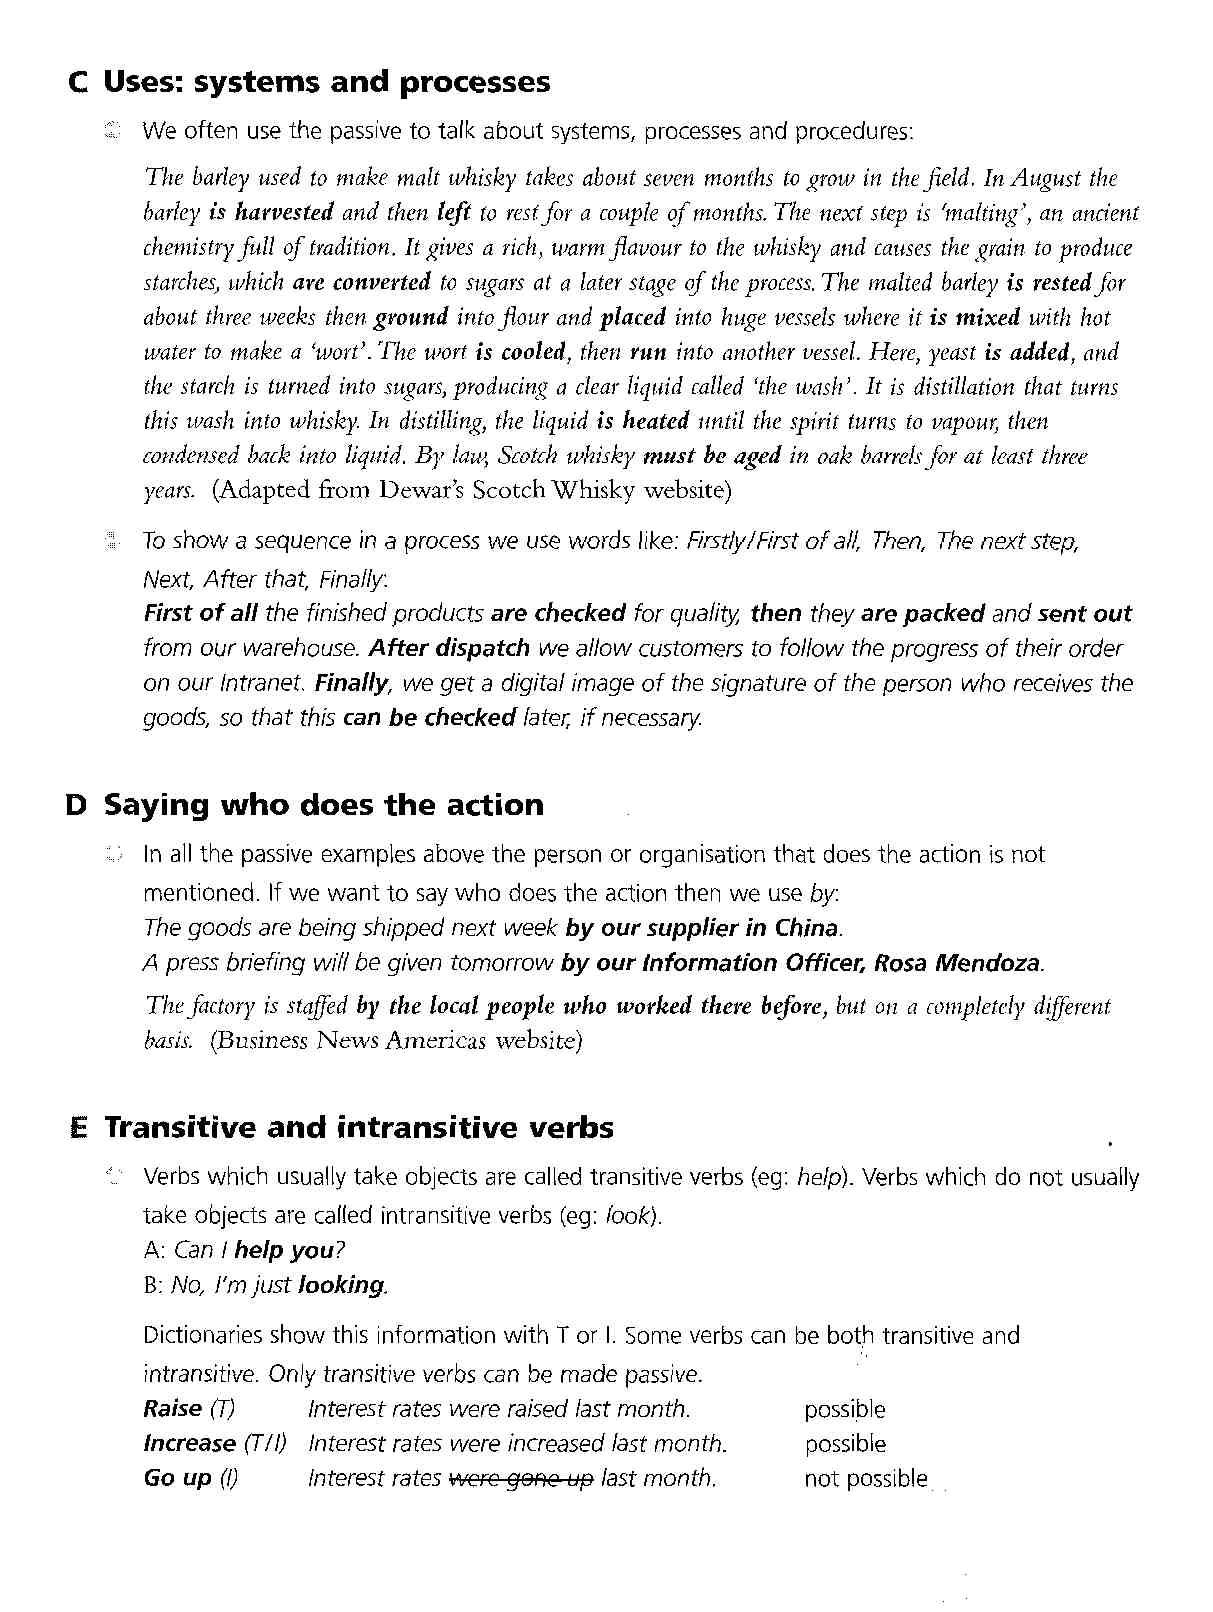 C Uses: systems and processes
We often use the passive to talk about systems, processes and procedures:
The barley used to make malt whisky takes about seven months to grow in the field. In August the
barley is harvested and then left to rest for a couple of months. The next step is ‘malting’, an ancient
chemistry full of tradition. It gives a rich, warm flavour to the whisky and causes the grain to produce
starches, which are converted to sugars at a later stage of the process. The malted barley is rested for
about three weeks then ground into flour and placed into huge vessels where it is mixed with hot
water to make a ‘wort’. The wort is cooled, then run into another vessel. Here, yeast is added, and
the starch is turned into sugars, producing a clear liquid called ‘the wash’. It is distillation that turns
this wash into whisky. In distilling, the liquid is heated until the spirit turns to vapour, then
condensed back into liquid. By law, Scotch whisky must be aged in oak barrels for at least three
years. (Adapted from Dewar’s Scotch Whisky website)
To show a sequence in a process we use words like: Firstly/First of all, Then, The next step,
Next, After that, Finally:
First of all the finished products are checked for quality, then they are packed and sent out
from our warehouse. After dispatch we allow customers to follow the progress of their order
on our Intranet. Finally, we get a digital image of the signature of the person who receives the
goods, so that this can be checked later, if necessary.
D Saying who does the action
In all the passive examples above the person or organisation that does the action is not
mentioned. If we want to say who does the action then we use by:
The goods are being shipped next week by our supplier in China.
A press briefing will be given tomorrow by our Information Officer, Rosa Mendoza.
The factory is staffed by the local people who worked there before, but on a completely different
basis. (Business News Americas website)
E Transitive and intransitive verbs
Verbs which usually take objects are called transitive verbs (eg: help). Verbs which do not usually
take objects are called intransitive verbs (eg: look).
A: Can I help you?
B: No, I’m just looking.
Dictionaries show this information with T or I. Some verbs can be both transitive and
intransitive. Only transitive verbs can be made passive.
Raise (T) Interest rates were raised last month. possible
Increase (T/I) Interest rates were increased last month. possible
Go up (I) Interest rates were gone up last month. not possible